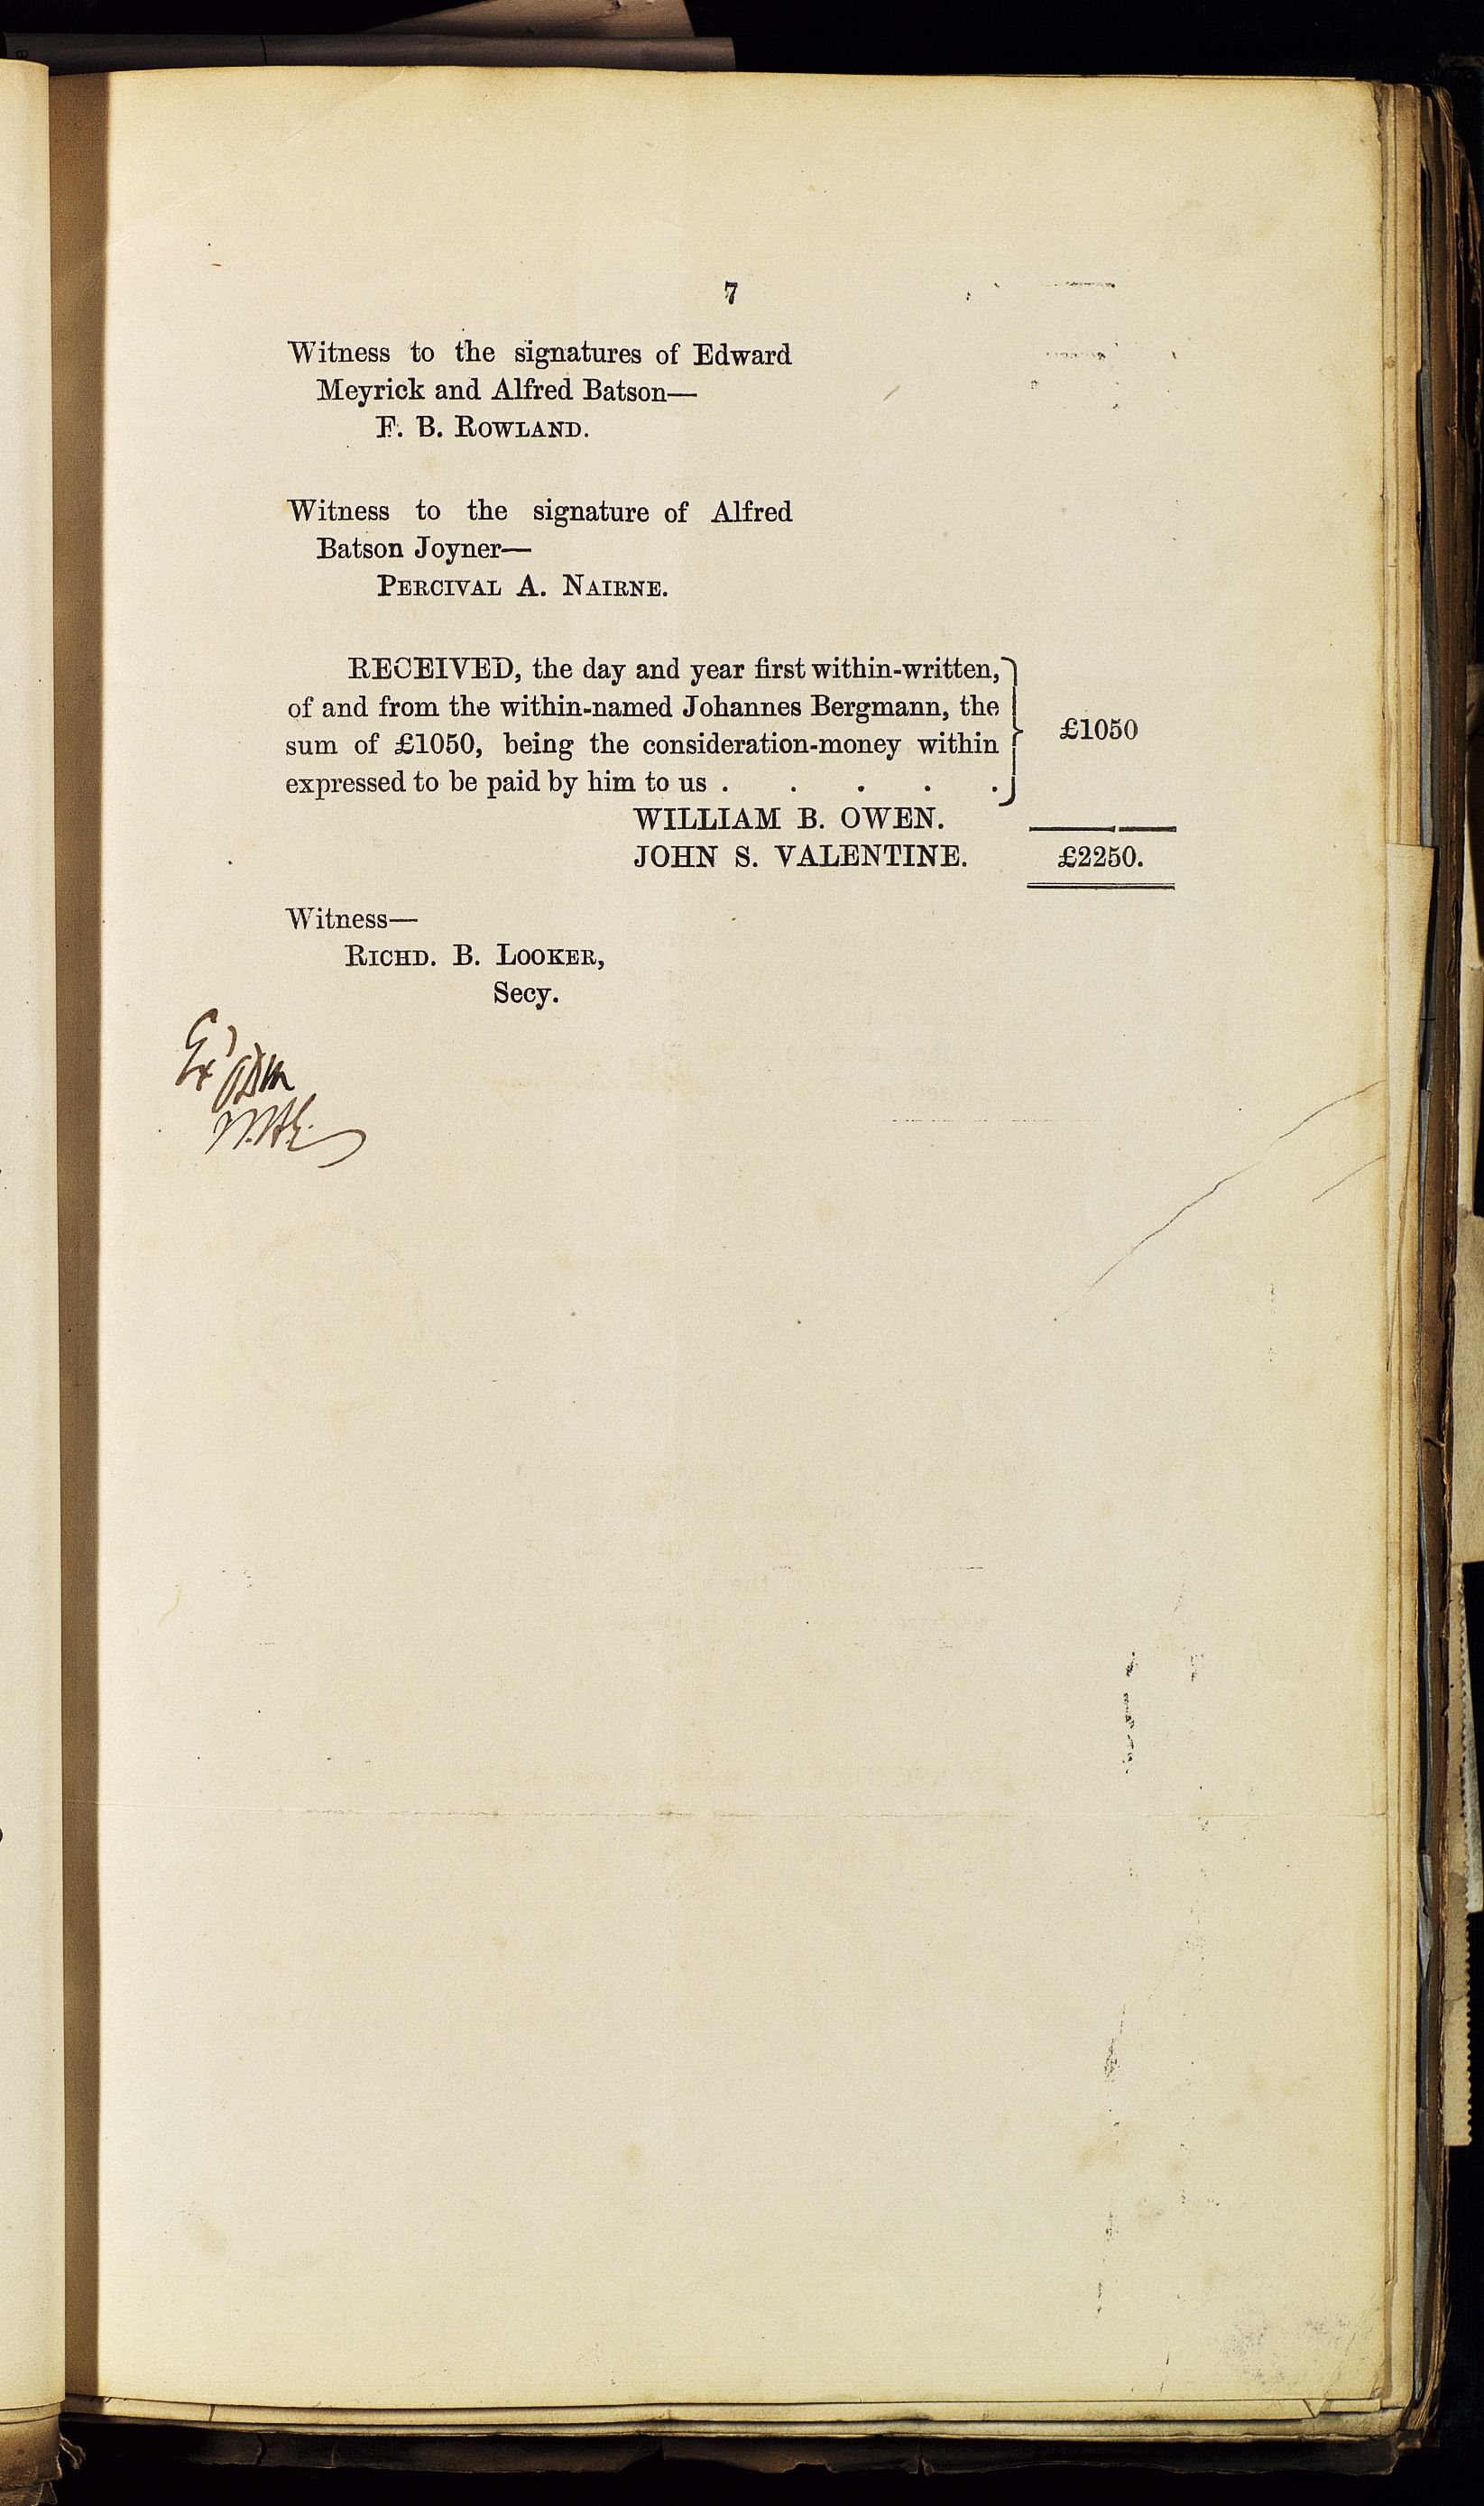 7
Witness to the signatures of Edward
Meyrick and Alfred Batson—
F. B. ROWLAND.
Witness to the signature of Alfred
Batson Joyner—
PERCIVAL A. NAIRNE.
RECEIVED, the day and year first within-written,
of and from the within-named Johannes Bergmann, the
sum of £1050, being the consideration-money within
expressed to be paid by him to us . . . . .
£1050
WILLIAM B. OWEN.
JOHN S. VALENTINE.
£2250.
Witness—
RICHD. B. LOOKER,
Secy.